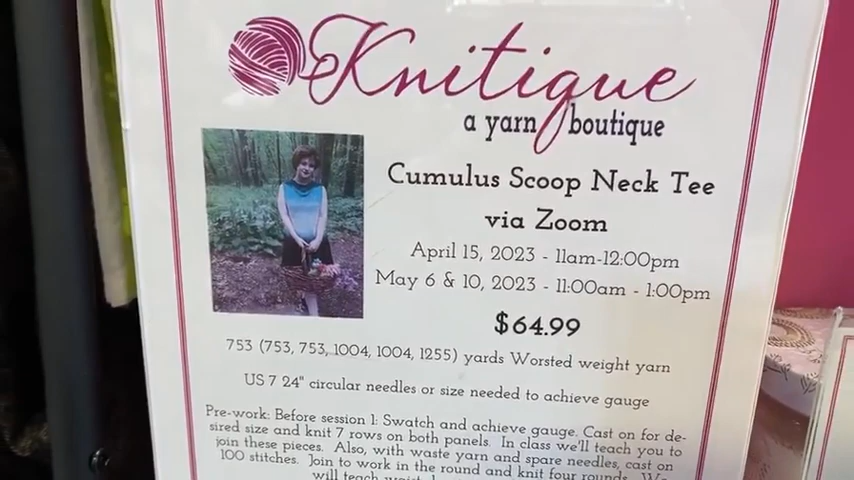 Knitique
a yarn boutique
Cumulus Scoop Neck Tee
via Zoom
April 15, 2023 - 11am-12:00pm
May 6 & 10, 2023 - 11:00am - 1:00pm
$64.99
753 (753, 753, 1004, 1004, 1255) yards Worsted weight yarn
US 7 24" circular needles or size needed to achieve gauge
Pre-work: Before session 1: Swatch and achieve gauge. Cast on for de-
sired size and knit 7 rows on both panels. In class we'll teach you to
join these pieces. Also, with waste yarn and spare needles, cast on
100 stitches. Join to work in the round and knit four rounds. We
will teach